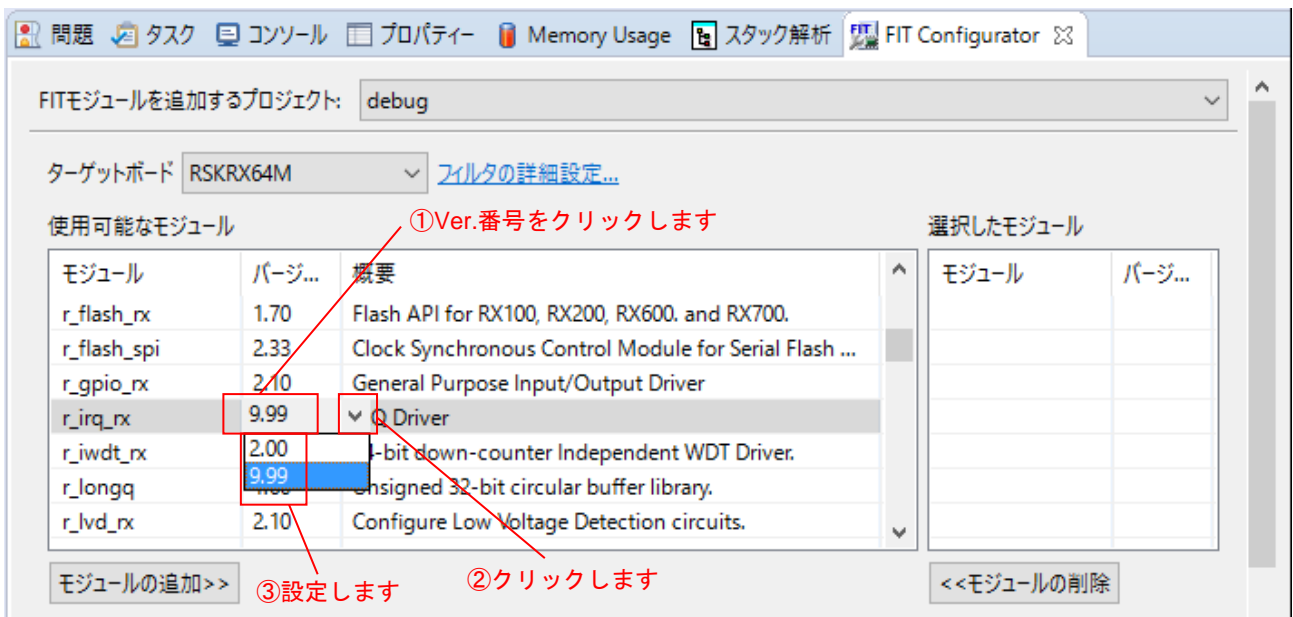 問題 タスク コンソール プロパティー Memory Usage スタック解析 FIT FIT Configurator
FITモジュールを追加するプロジェクト: debug
ターゲットボード RSKRX64M フィルタの詳細設定...
①Ver.番号をクリックします
使用可能なモジュール 選択したモジュール
モジュール バージ... 概要 モジュール バージ...
r_flash_rx 1.70 Flash API for RX100, RX200, RX600. and RX700.
r_flash_spi 2.33 Clock Synchronous Control Module for Serial Flash ...
r_gpio_rx 2.10 General Purpose Input/Output Driver
r_irq_rx 9.99 Q Driver
r_iwdt_rx 2.00 4-bit down-counter Independent WDT Driver.
r_longq 9.99 Unsigned 32-bit circular buffer library.
r_lvd_rx 2.10 Configure Low Voltage Detection circuits.
モジュールの追加>> ③設定します ②クリックします <<モジュールの削除